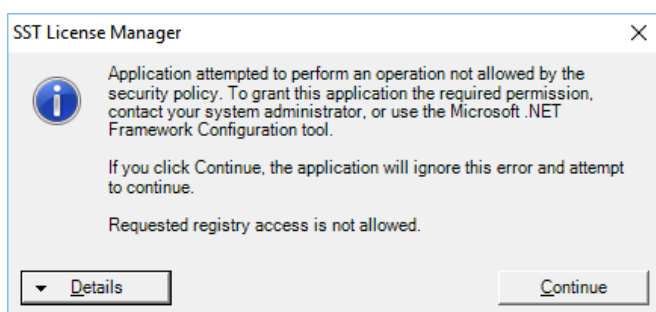 SST License Manager
Application attempted to perform an operation not allowed by the
security policy. To grant this application the required permission,
contact your system administrator, or use the Microsoft .NET
Framework Configuration tool.
If you click Continue, the application will ignore this error and attempt
to continue.
Requested registry access is not allowed.
Details
Continue